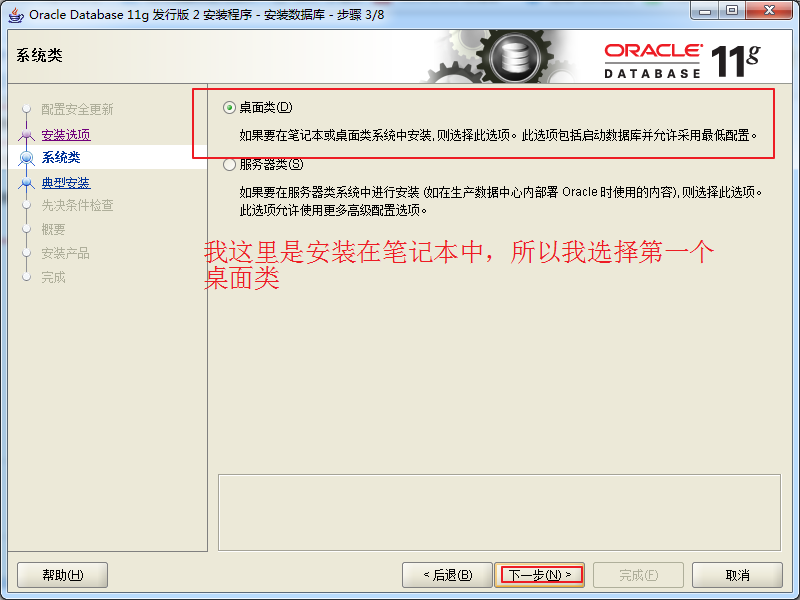 Oracle Database 11g 发行版 2 安装程序 - 安装数据库 - 步骤 3/8
系统类
ORACLE
DATABASE
11g
配置安全更新
安装选项
系统类
典型安装
先决条件检查
概要
安装产品
完成
桌面类(D)
如果要在笔记本或桌面类系统中安装, 则选择此选项。此选项包括启动数据库并允许采用最低配置。
服务器类(S)
如果要在服务器类系统中进行安装 (如在生产数据中心内部署 Oracle 时使用的内容), 则选择此选项。
此选项允许使用更多高级配置选项。
我这里是安装在笔记本中，所以我选择第一个
桌面类
帮助(H)
< 后退(B)
下一步(N) >
完成(F)
取消